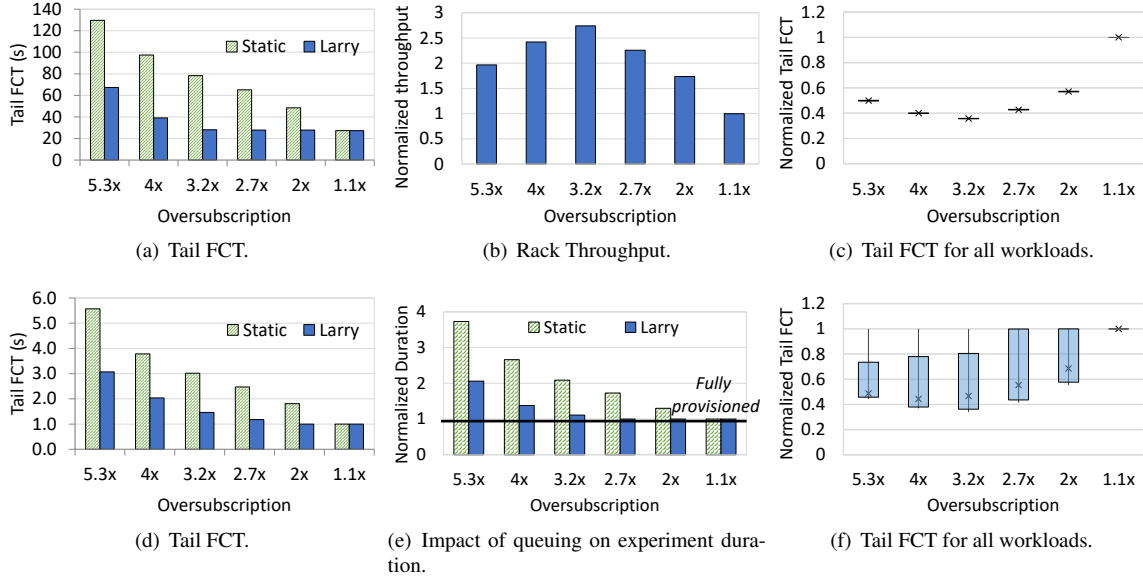 Tail FCT (s)
140
120
100
80
60
40
20
0
Static
Larry
5.3x 4x 3.2x 2.7x 2x 1.1x
Oversubscription
(a) Tail FCT.
Normalized throughput
3
2.5
2
1.5
1
0.5
0
5.3x 4x 3.2x 2.7x 2x 1.1x
Oversubscription
(b) Rack Throughput.
Normalized Tail FCT
1.2
1
0.8
0.6
0.4
0.2
0
5.3x 4x 3.2x 2.7x 2x 1.1x
Oversubscription
(c) Tail FCT for all workloads.
Tail FCT (s)
6.0
5.0
4.0
3.0
2.0
1.0
0.0
Static
Larry
5.3x 4x 3.2x 2.7x 2x 1.1x
Oversubscription
(d) Tail FCT.
Normalized Duration
4
3
2
1
0
Static
Larry
Fully
provisioned
5.3x 4x 3.2x 2.7x 2x 1.1x
Oversubscription
(e) Impact of queuing on experiment dura-
tion.
Normalized Tail FCT
1.2
1
0.8
0.6
0.4
0.2
0
5.3x 4x 3.2x 2.7x 2x 1.1x
Oversubscription
(f) Tail FCT for all workloads.